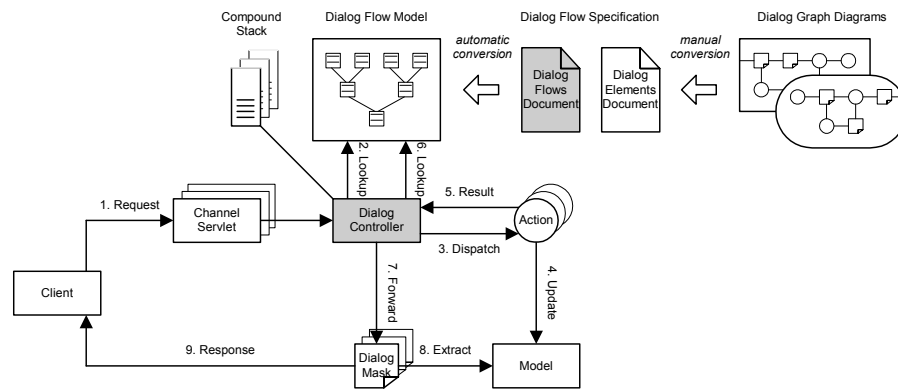 Compound
Stack
Dialog Flow Model
Dialog Flow Specification
Dialog Graph Diagrams
automatic
conversion
Dialog
Flows
Document
Dialog
Elements
Document
manual
conversion
2. Lookup
6. Lookup
1. Request
Channel
Servlet
Dialog
Controller
5. Result
3. Dispatch
Action
Client
7. Forward
4. Update
9. Response
Dialog
Mask
8. Extract
Model